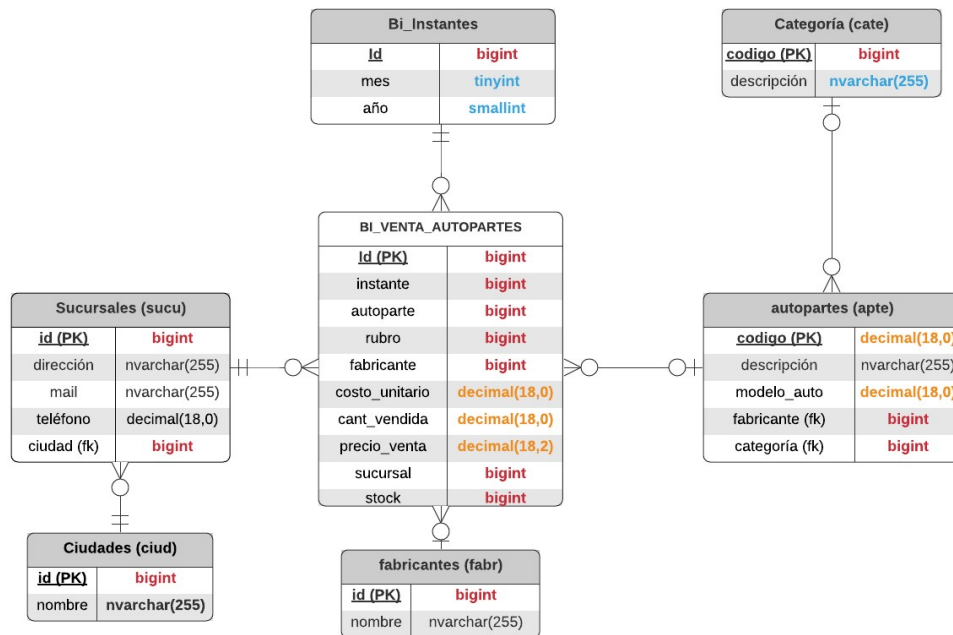 Bi_Instantes
Id bigint
mes tinyint
año smallint
Categoría (cate)
codigo (PK) bigint
descripción nvarchar(255)
BI_VENTA_AUTOPARTES
Id (PK) bigint
instante bigint
autoparte bigint
rubro bigint
fabricante bigint
costo_unitario decimal(18,0)
cant_vendida decimal(18,0)
precio_venta decimal(18,2)
sucursal bigint
stock bigint
Sucursales (sucu)
id (PK) bigint
dirección nvarchar(255)
mail nvarchar(255)
teléfono decimal(18,0)
ciudad (fk) bigint
autopartes (apte)
codigo (PK) decimal(18,0)
descripción nvarchar(255)
modelo_auto decimal(18,0)
fabricante (fk) bigint
categoría (fk) bigint
Ciudades (ciud)
id (PK) bigint
nombre nvarchar(255)
fabricantes (fabr)
id (PK) bigint
nombre nvarchar(255)